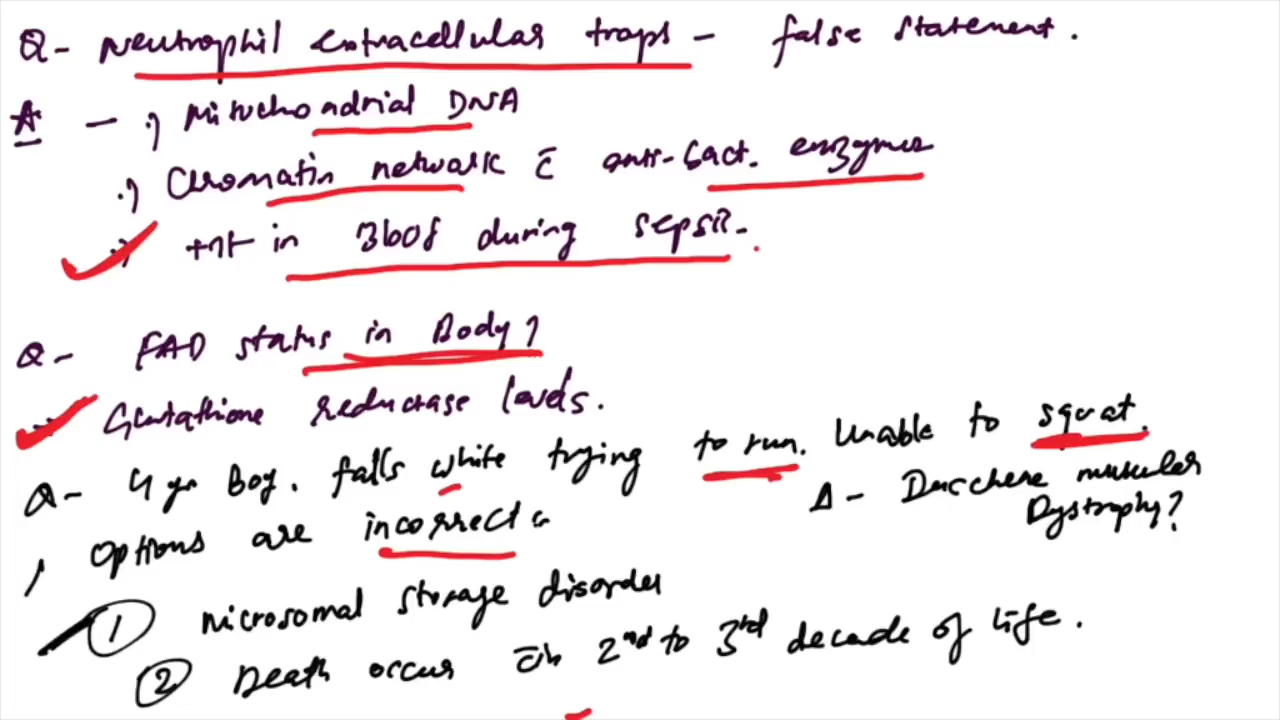 Q- Neutrophil extracellular traps - false statement.
A - .) Mitochondrial DNA
.) Chromatin network c̄ anti-bact. enzymes
in blood during sepsis.
Q- FAD status in Body?
Glutathione reductase levels.
Q- 4 yr Boy. falls while trying to run. Unable to squat.
Δ- Ducchene muscular
Dystrophy?
options are incorrect
① Microsomal storage disorder
② Death occur in 2nd to 3rd decade of life.